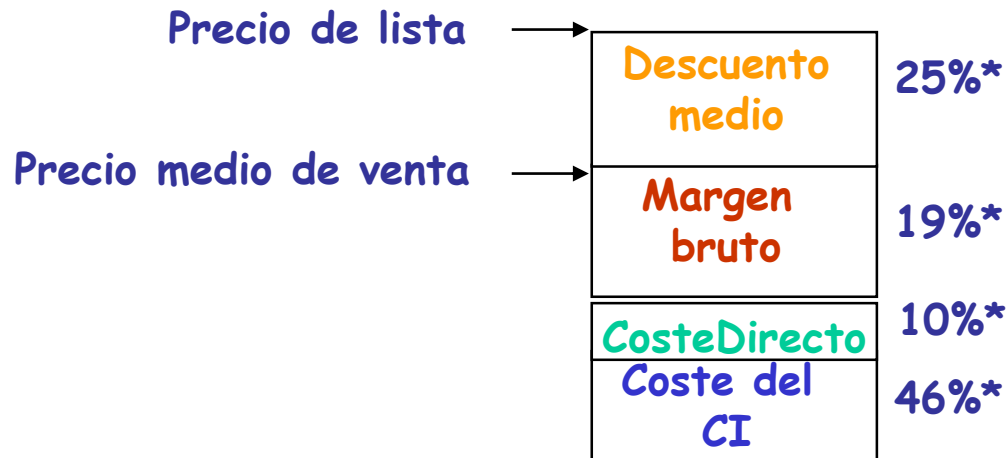 Precio de lista
Descuento
medio
25%*
Precio medio de venta
Margen
bruto
19%*
CosteDirecto
10%*
Coste del
CI
46%*